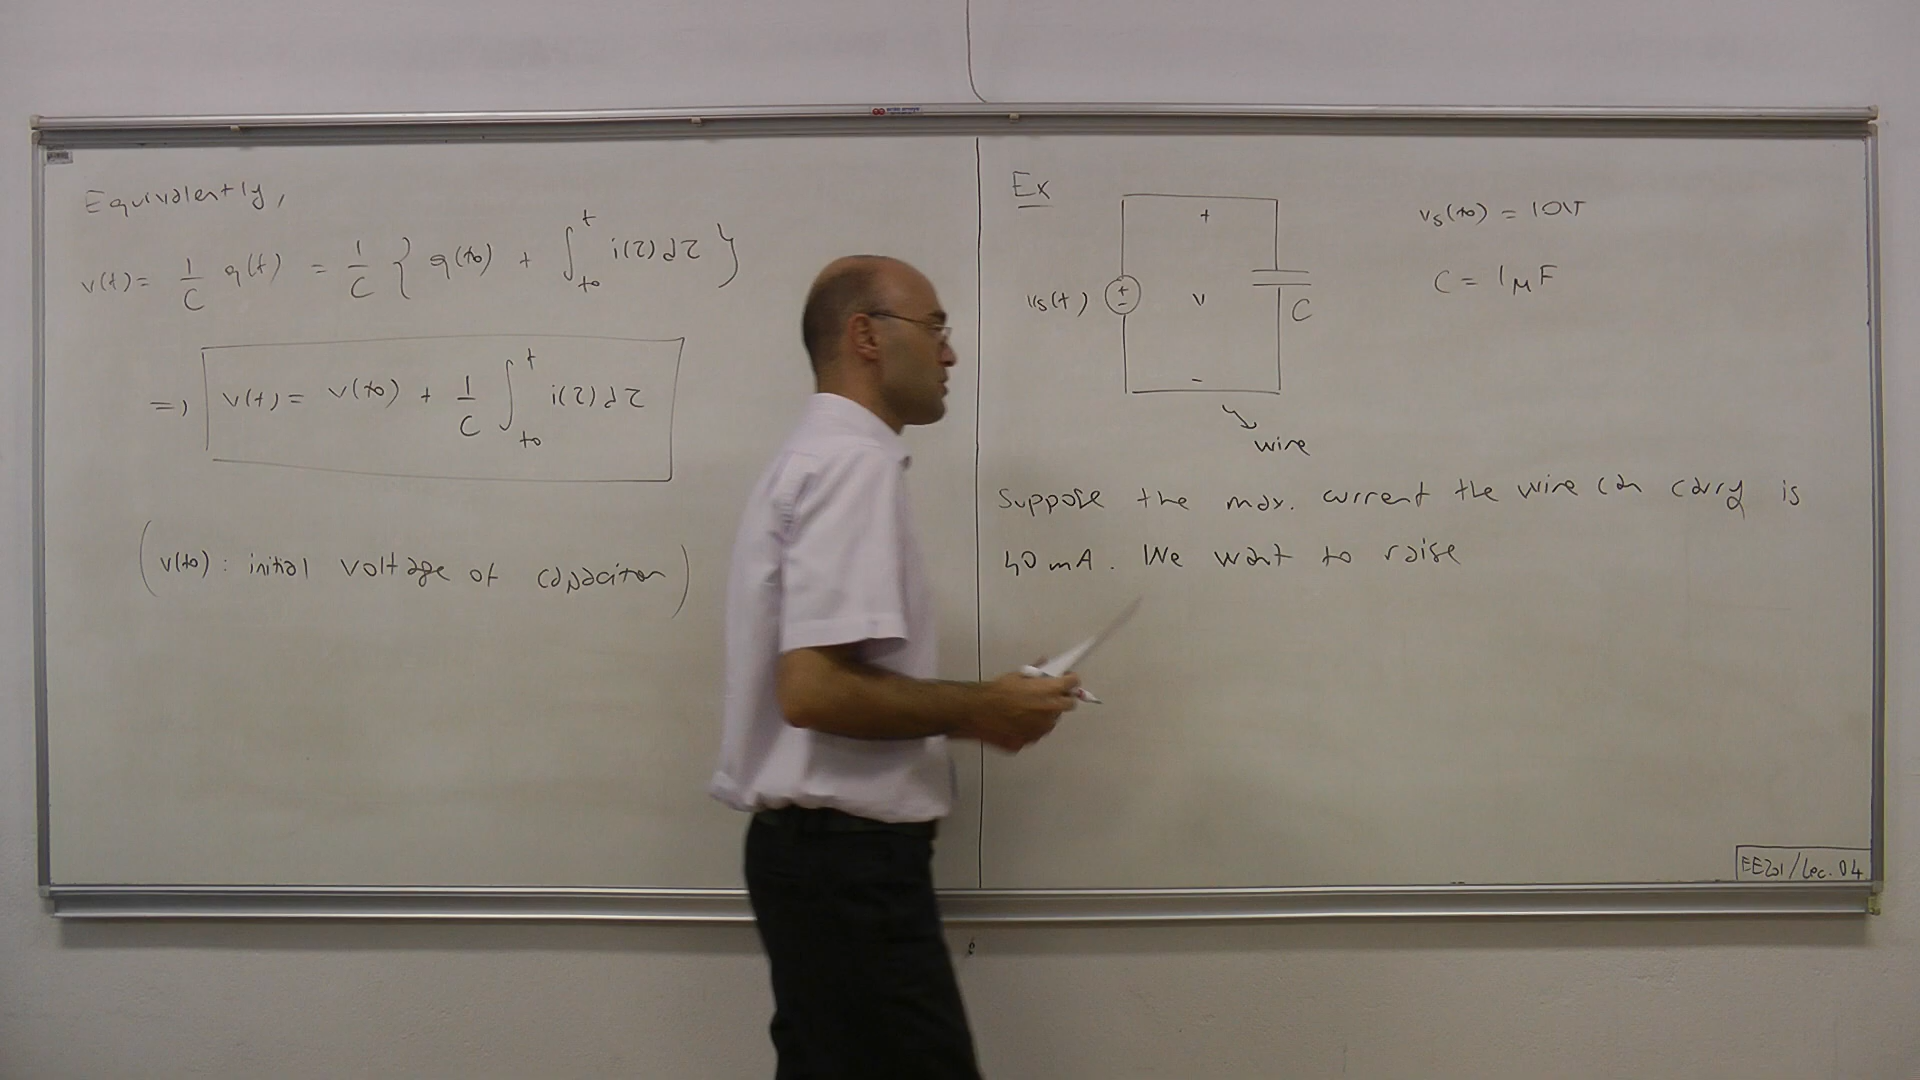 Equivalently,
v(t) = 1/C q(t) = 1/C { q(t0) + ∫_t0^t i(τ)dτ }
=> v(t) = v(t0) + 1/C ∫_t0^t i(τ)dτ
(v(t0) : initial voltage of capacitor)
Ex
vs(t) + - + v - C
wire
vs(t0) = 10V
C = 1μF
Suppose the max. current the wire can carry is
40 mA. We want to raise
EE201/Lec. 04